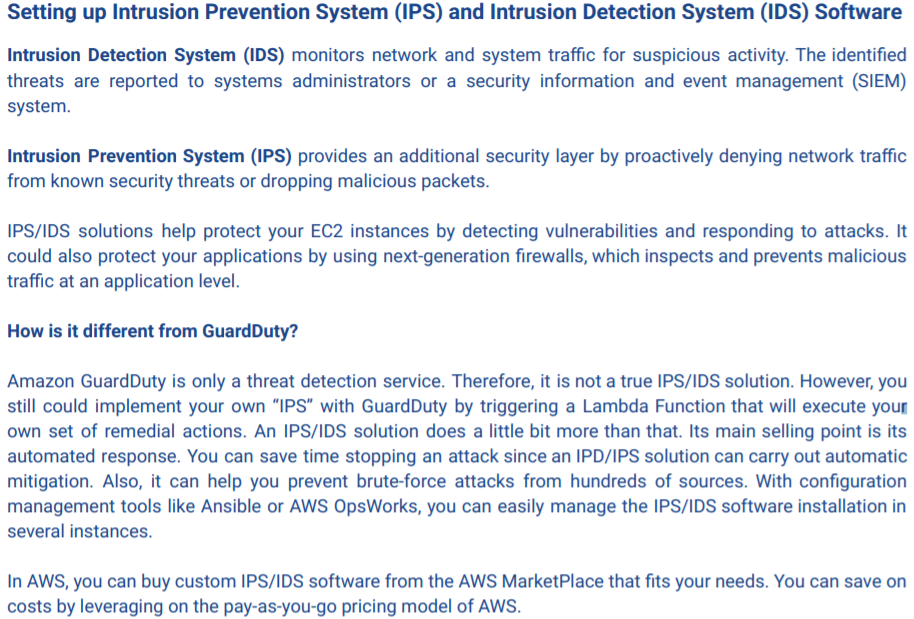 Setting up Intrusion Prevention System (IPS) and Intrusion Detection System (IDS) Software
Intrusion Detection System (IDS) monitors network and system traffic for suspicious activity. The identified
threats are reported to systems administrators or a security information and event management (SIEM)
system.
Intrusion Prevention System (IPS) provides an additional security layer by proactively denying network traffic
from known security threats or dropping malicious packets.
IPS/IDS solutions help protect your EC2 instances by detecting vulnerabilities and responding to attacks. It
could also protect your applications by using next-generation firewalls, which inspects and prevents malicious
traffic at an application level.
How is it different from GuardDuty?
Amazon GuardDuty is only a threat detection service. Therefore, it is not a true IPS/IDS solution. However, you
still could implement your own “IPS” with GuardDuty by triggering a Lambda Function that will execute your
own set of remedial actions. An IPS/IDS solution does a little bit more than that. Its main selling point is its
automated response. You can save time stopping an attack since an IPD/IPS solution can carry out automatic
mitigation. Also, it can help you prevent brute-force attacks from hundreds of sources. With configuration
management tools like Ansible or AWS OpsWorks, you can easily manage the IPS/IDS software installation in
several instances.
In AWS, you can buy custom IPS/IDS software from the AWS MarketPlace that fits your needs. You can save on
costs by leveraging on the pay-as-you-go pricing model of AWS.